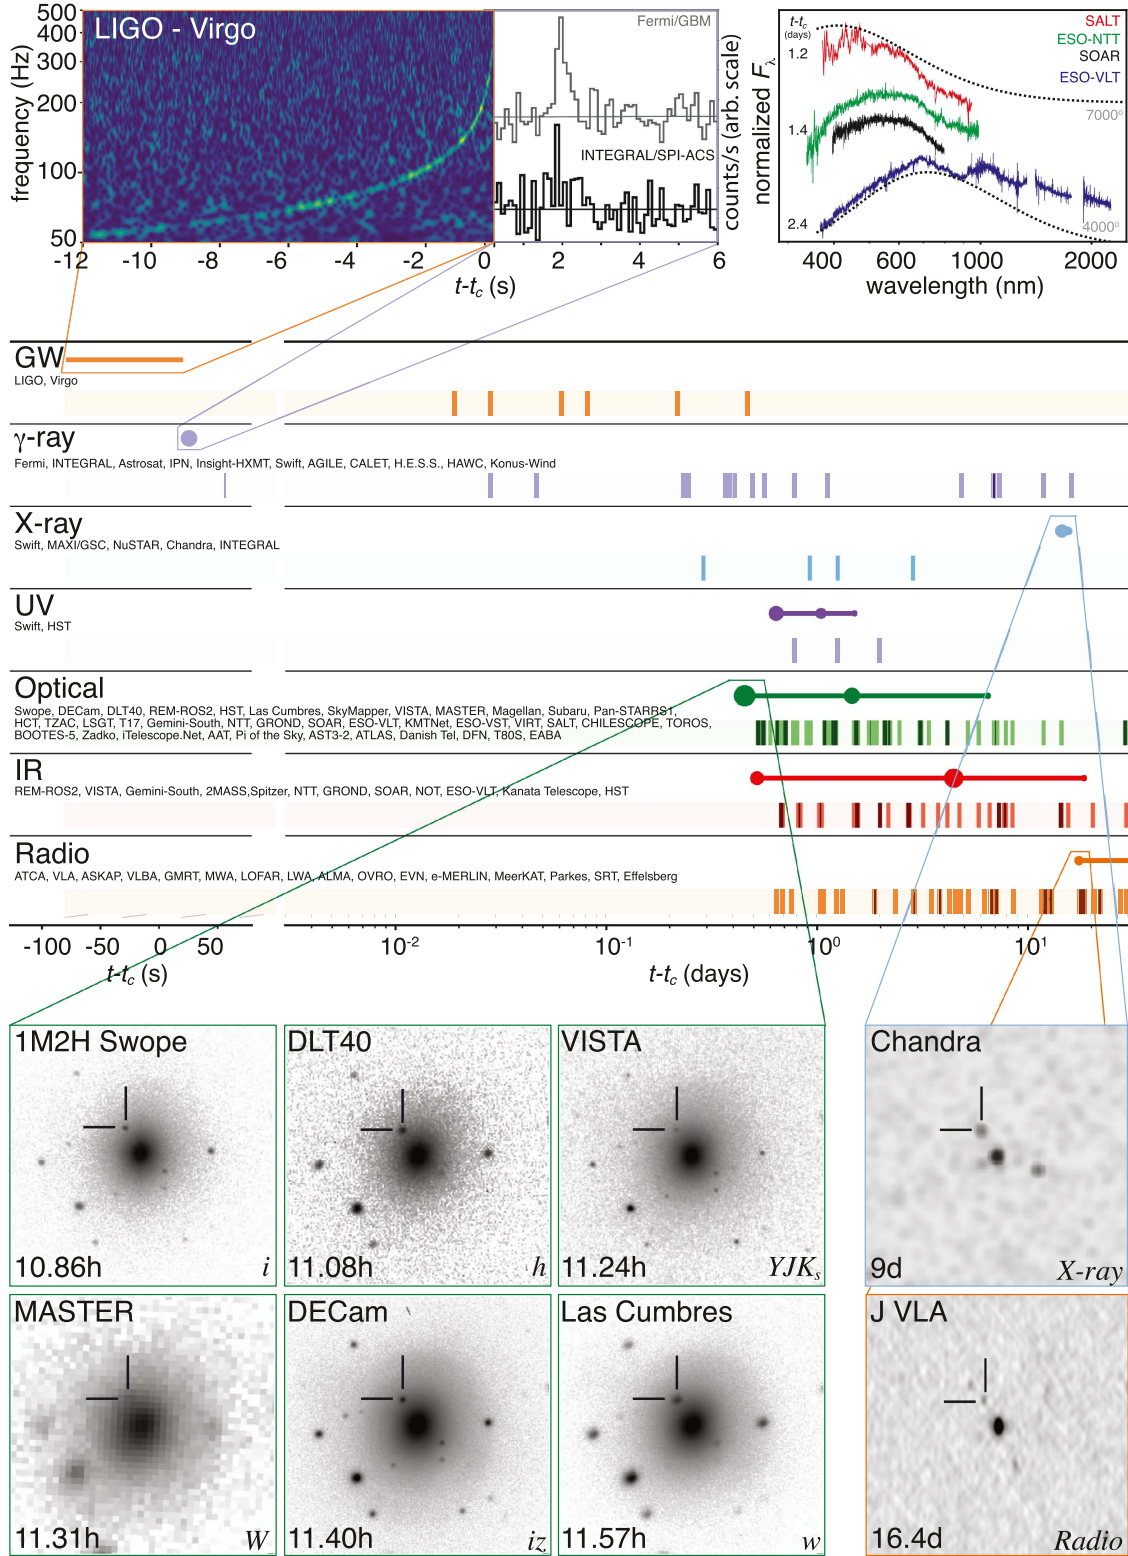 LIGO - Virgo
frequency (Hz)
500
400
300
200
100
50
-12 -10 -8 -6 -4 -2 0 2 4 6
t-tc (s)
Fermi/GBM
INTEGRAL/SPI-ACS
counts/s (arb. scale)
normalized Fλ
t-tc
(days)
1.2
1.4
2.4
SALT
ESO-NTT
SOAR
ESO-VLT
7000°
4000°
400 600 1000 2000
wavelength (nm)
GW
LIGO, Virgo
γ-ray
Fermi, INTEGRAL, Astrosat, IPN, Insight-HXMT, Swift, AGILE, CALET, H.E.S.S., HAWC, Konus-Wind
X-ray
Swift, MAXI/GSC, NuSTAR, Chandra, INTEGRAL
UV
Swift, HST
Optical
Swope, DECam, DLT40, REM-ROS2, HST, Las Cumbres, SkyMapper, VISTA, MASTER, Magellan, Subaru, Pan-STARRS1,
HCT, TZAC, LSGT, T17, Gemini-South, NTT, GROND, SOAR, ESO-VLT, KMTNet, ESO-VST, VIRT, SALT, CHILESCOPE, TOROS,
BOOTES-5, Zadko, iTelescope.Net, AAT, Pi of the Sky, AST3-2, ATLAS, Danish Tel, DFN, T80S, EABA
IR
REM-ROS2, VISTA, Gemini-South, 2MASS,Spitzer, NTT, GROND, SOAR, NOT, ESO-VLT, Kanata Telescope, HST
Radio
ATCA, VLA, ASKAP, VLBA, GMRT, MWA, LOFAR, LWA, ALMA, OVRO, EVN, e-MERLIN, MeerKAT, Parkes, SRT, Effelsberg
-100 -50 0 50 10⁻² 10⁻¹ 10⁰ 10¹
t-tc (s) t-tc (days)
1M2H Swope
10.86h i
DLT40
11.08h h
VISTA
11.24h YJKs
Chandra
9d X-ray
MASTER
11.31h W
DECam
11.40h iz
Las Cumbres
11.57h w
J VLA
16.4d Radio